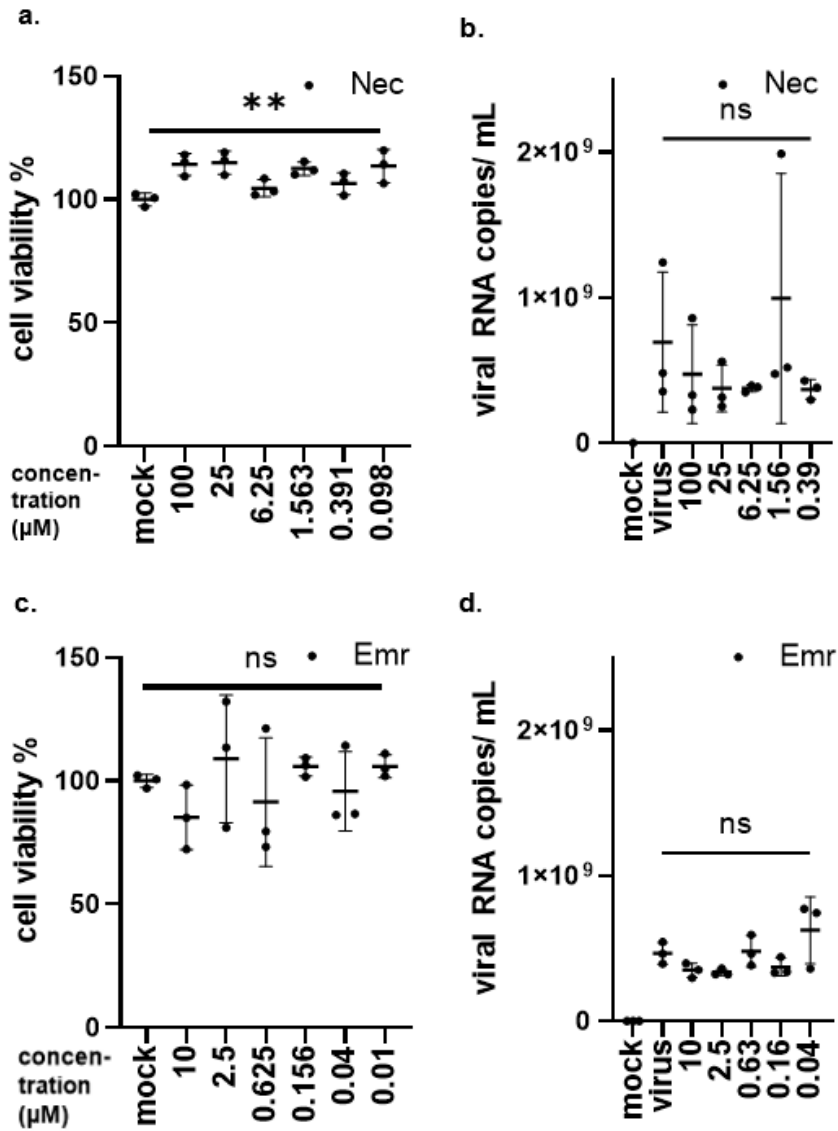 a.
150
100
50
0
cell viability %
Nec
**
concen-
tration
(µM)
mock
100
25
6.25
1.563
0.391
0.098
b.
2×10⁹
1×10⁹
0
viral RNA copies/ mL
Nec
ns
mock
virus
100
25
6.25
1.56
0.39
c.
150
100
50
0
cell viability %
ns
Emr
concen-
tration
(µM)
mock
10
2.5
0.625
0.156
0.04
0.01
d.
2×10⁹
1×10⁹
0
viral RNA copies/ mL
Emr
ns
mock
virus
10
2.5
0.63
0.16
0.04